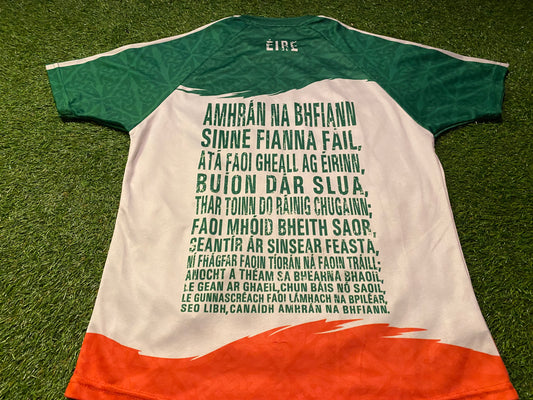 ÉIRE
AMHRÁN NA BHFIANN
SINNE FIANNA FÁIL,
ÁTÁ FAOI GHEALL AG ÉIRINN,
BUÍON DÁR SLUA,
THAR TOINN DO RÁINIG CHUGAINN;
FAOI MHÓID BHEITH SAOR,
SEANTÍR ÁR SINSEAR FEASTA,
NÍ FHÁGFAR FAOIN TÍORÁN NÁ FAOIN TRÁILL;
ANOCHT A THÉAM SA BHEARNA BHAOIL,
LE GEAN AR GHAEIL, CHUN BÁIS NÓ SAOIL,
LE GUNNASCRÉACH FAOI LÁMHACH NA BPILÉAR,
SEO LIBH, CANAÍDH AMHRÁN NA BHFIANN.